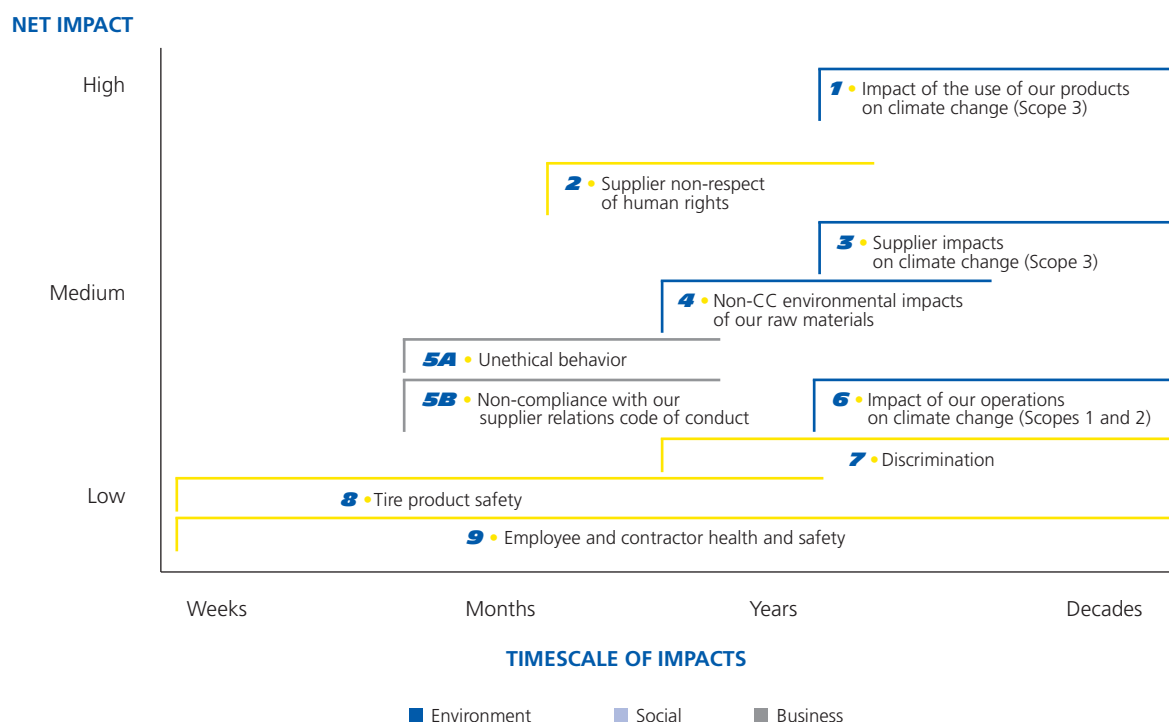 NET IMPACT
High
1 • Impact of the use of our products
on climate change (Scope 3)
2 • Supplier non-respect
of human rights
3 • Supplier impacts
on climate change (Scope 3)
Medium
4 • Non-CC environmental impacts
of our raw materials
5A • Unethical behavior
5B • Non-compliance with our
supplier relations code of conduct
6 • Impact of our operations
on climate change (Scopes 1 and 2)
7 • Discrimination
Low
8 • Tire product safety
9 • Employee and contractor health and safety
Weeks Months Years Decades
TIMESCALE OF IMPACTS
Environment Social Business